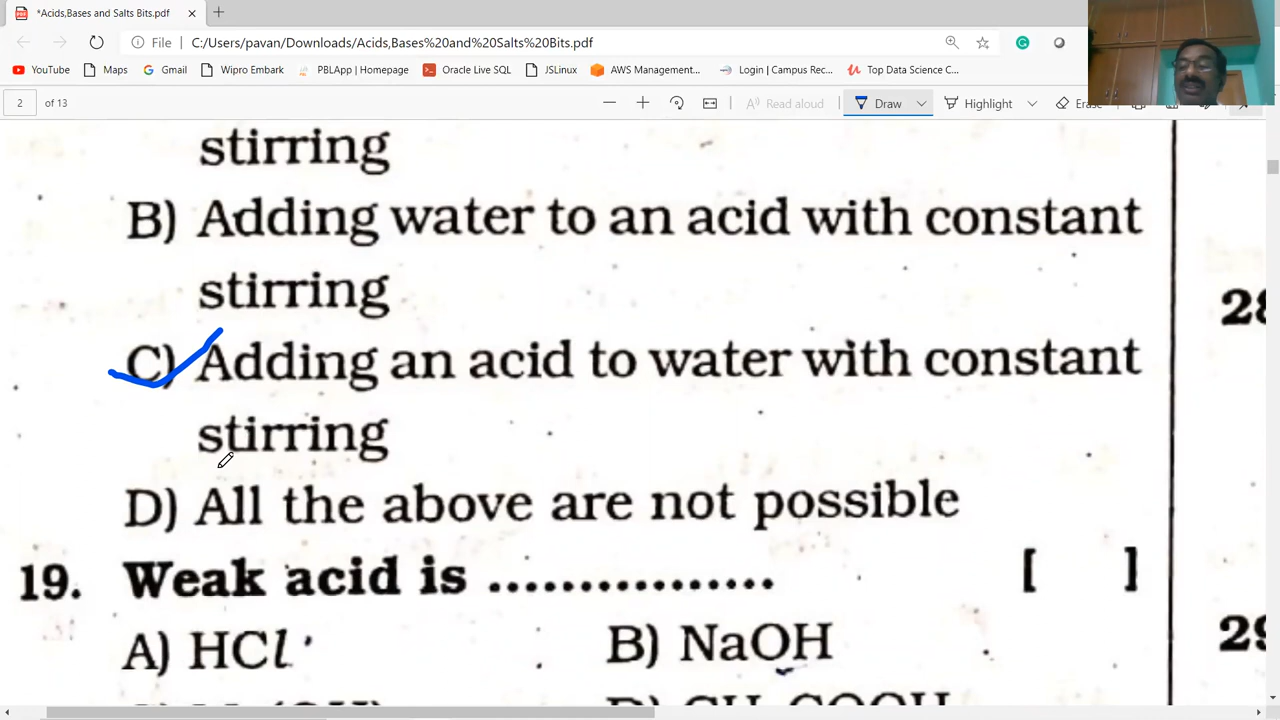 *Acids,Bases and Salts Bits.pdf
File C:/Users/pavan/Downloads/Acids,Bases%20and%20Salts%20Bits.pdf
YouTube Maps Gmail Wipro Embark PBLApp | Homepage Oracle Live SQL JSLinux AWS Management... Login | Campus Rec... Top Data Science C...
2 of 13 Read aloud Draw Highlight Erase
stirring
B) Adding water to an acid with constant
stirring
C) Adding an acid to water with constant
stirring
D) All the above are not possible
19. Weak acid is ................ [ ]
A) HCl B) NaOH
28
29